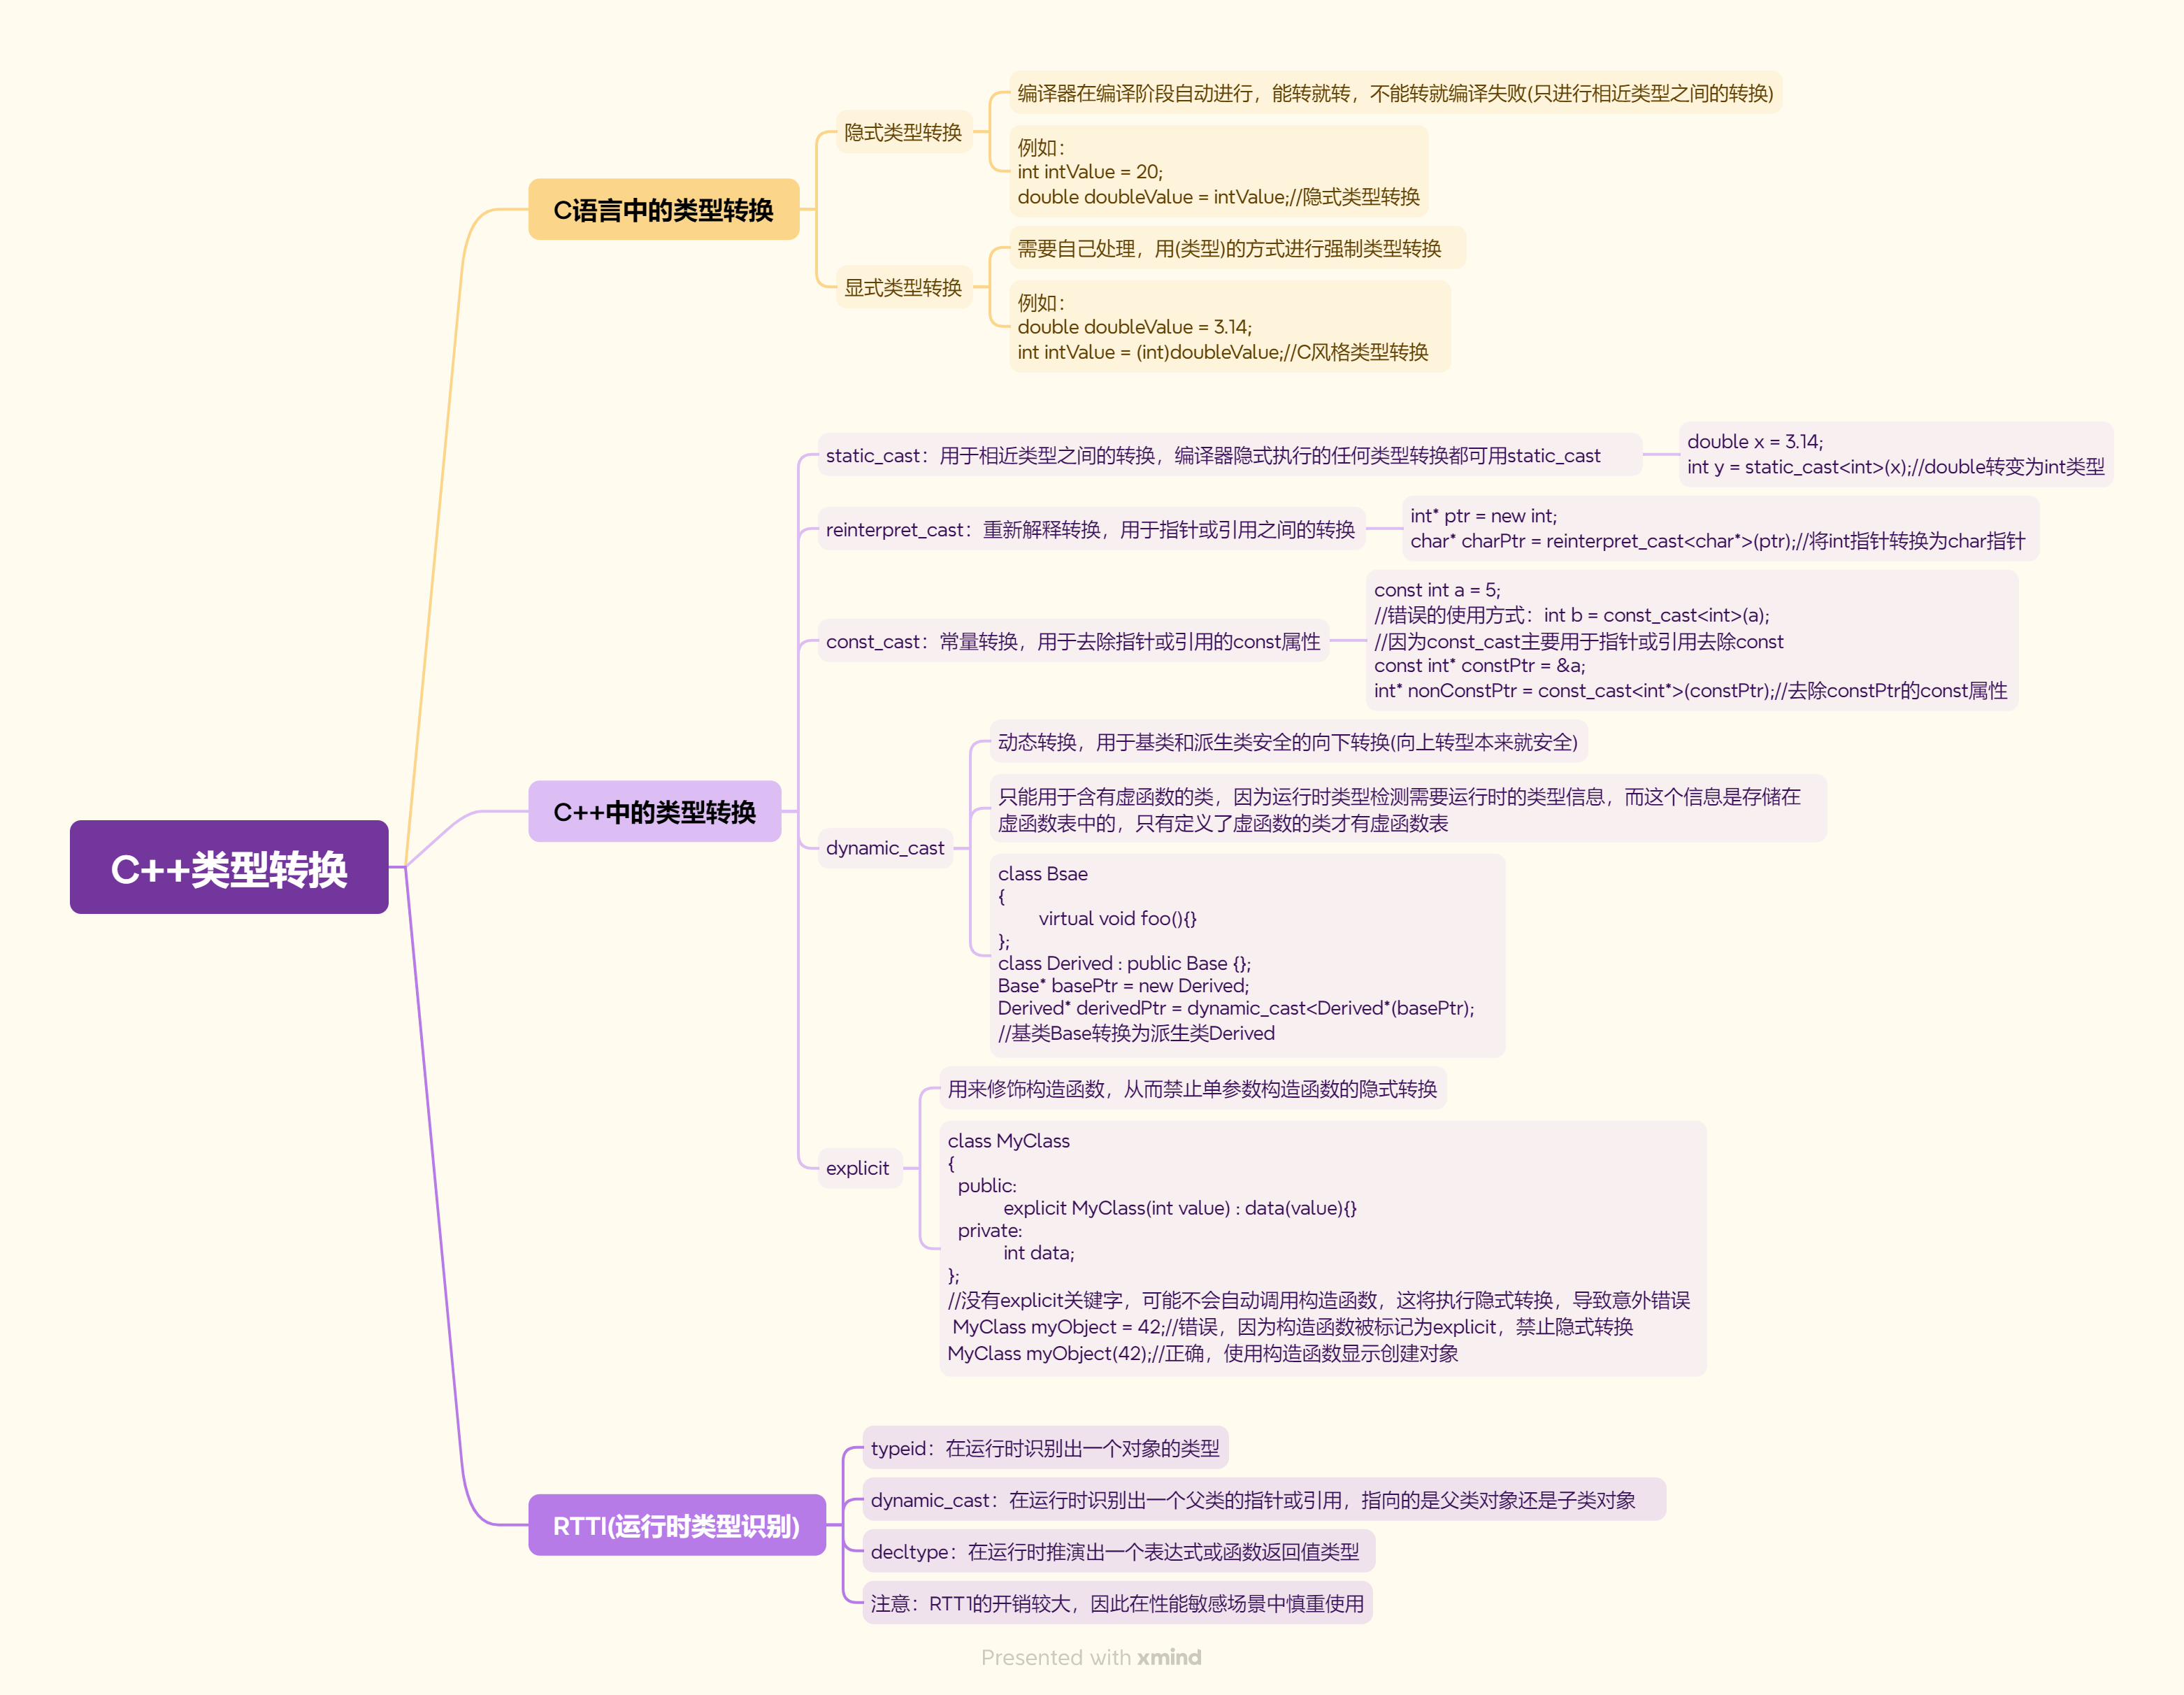 C++类型转换
C语言中的类型转换
隐式类型转换
编译器在编译阶段自动进行，能转就转，不能转就编译失败(只进行相近类型之间的转换)
例如：
int intValue = 20;
double doubleValue = intValue;//隐式类型转换
显式类型转换
需要自己处理，用(类型)的方式进行强制类型转换
例如：
double doubleValue = 3.14;
int intValue = (int)doubleValue;//C风格类型转换
C++中的类型转换
static_cast：用于相近类型之间的转换，编译器隐式执行的任何类型转换都可用static_cast
double x = 3.14;
int y = static_cast<int>(x);//double转变为int类型
reinterpret_cast：重新解释转换，用于指针或引用之间的转换
int* ptr = new int;
char* charPtr = reinterpret_cast<char*>(ptr);//将int指针转换为char指针
const_cast：常量转换，用于去除指针或引用的const属性
const int a = 5;
//错误的使用方式：int b = const_cast<int>(a);
//因为const_cast主要用于指针或引用去除const
const int* constPtr = &a;
int* nonConstPtr = const_cast<int*>(constPtr);//去除constPtr的const属性
dynamic_cast
动态转换，用于基类和派生类安全的向下转换(向上转型本来就安全)
只能用于含有虚函数的类，因为运行时类型检测需要运行时的类型信息，而这个信息是存储在
虚函数表中的，只有定义了虚函数的类才有虚函数表
class Bsae
{
virtual void foo(){}
};
class Derived : public Base {};
Base* basePtr = new Derived;
Derived* derivedPtr = dynamic_cast<Derived*(basePtr);
//基类Base转换为派生类Derived
explicit
用来修饰构造函数，从而禁止单参数构造函数的隐式转换
class MyClass
{
public:
explicit MyClass(int value) : data(value){}
private:
int data;
};
//没有explicit关键字，可能不会自动调用构造函数，这将执行隐式转换，导致意外错误
MyClass myObject = 42;//错误，因为构造函数被标记为explicit，禁止隐式转换
MyClass myObject(42);//正确，使用构造函数显示创建对象
RTTI(运行时类型识别)
typeid：在运行时识别出一个对象的类型
dynamic_cast：在运行时识别出一个父类的指针或引用，指向的是父类对象还是子类对象
decltype：在运行时推演出一个表达式或函数返回值类型
注意：RTT1的开销较大，因此在性能敏感场景中慎重使用
Presented with xmind